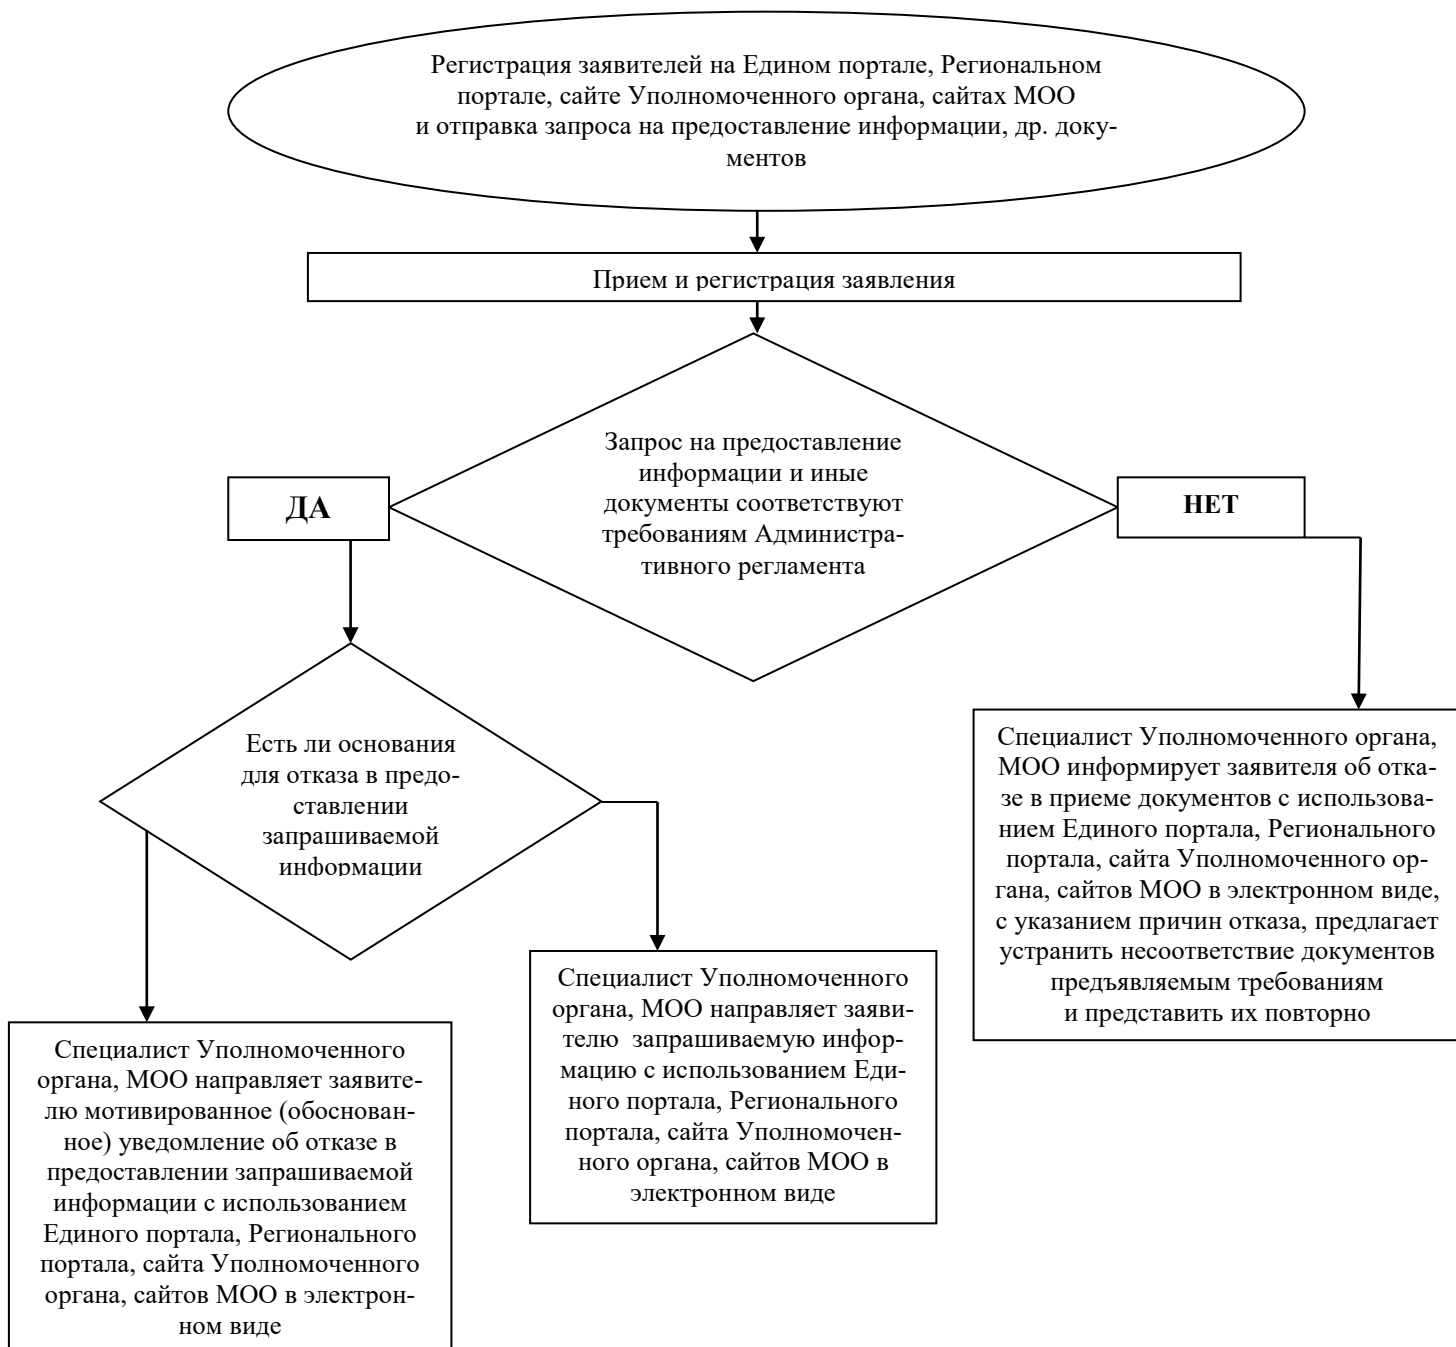 Регистрация заявителей на Едином портале, Региональном
портале, сайте Уполномоченного органа, сайтах МОО
и отправка запроса на предоставление информации, др. доку-
ментов
Прием и регистрация заявления
Запрос на предоставление
информации и иные
документы соответствуют
требованиям Администра-
тивного регламента
ДА
НЕТ
Есть ли основания
для отказа в предо-
ставлении
запрашиваемой
информации
Специалист Уполномоченного органа,
МОО информирует заявителя об отка-
зе в приеме документов с использова-
нием Единого портала, Регионального
портала, сайта Уполномоченного ор-
гана, сайтов МОО в электронном виде,
с указанием причин отказа, предлагает
устранить несоответствие документов
предъявляемым требованиям
и представить их повторно
Специалист Уполномоченного
органа, МОО направляет заяви-
телю запрашиваемую инфор-
мацию с использованием Еди-
ного портала, Регионального
портала, сайта Уполномочен-
ного органа, сайтов МОО в
электронном виде
Специалист Уполномоченного
органа, МОО направляет заявите-
лю мотивированное (обоснован-
ное) уведомление об отказе в
предоставлении запрашиваемой
информации с использованием
Единого портала, Регионального
портала, сайта Уполномоченного
органа, сайтов МОО в электрон-
ном виде